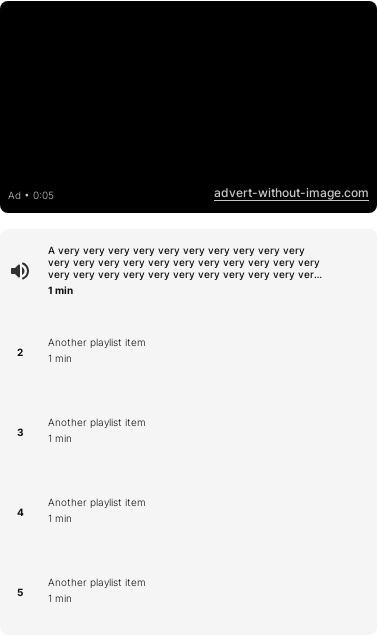 Ad • 0:05
advert-without-image.com
A very very very very very very very very very very
very very very very very very very very very very very
very very very very very very very very very very ver...
1 min
2
Another playlist item
1 min
3
Another playlist item
1 min
4
Another playlist item
1 min
5
Another playlist item
1 min